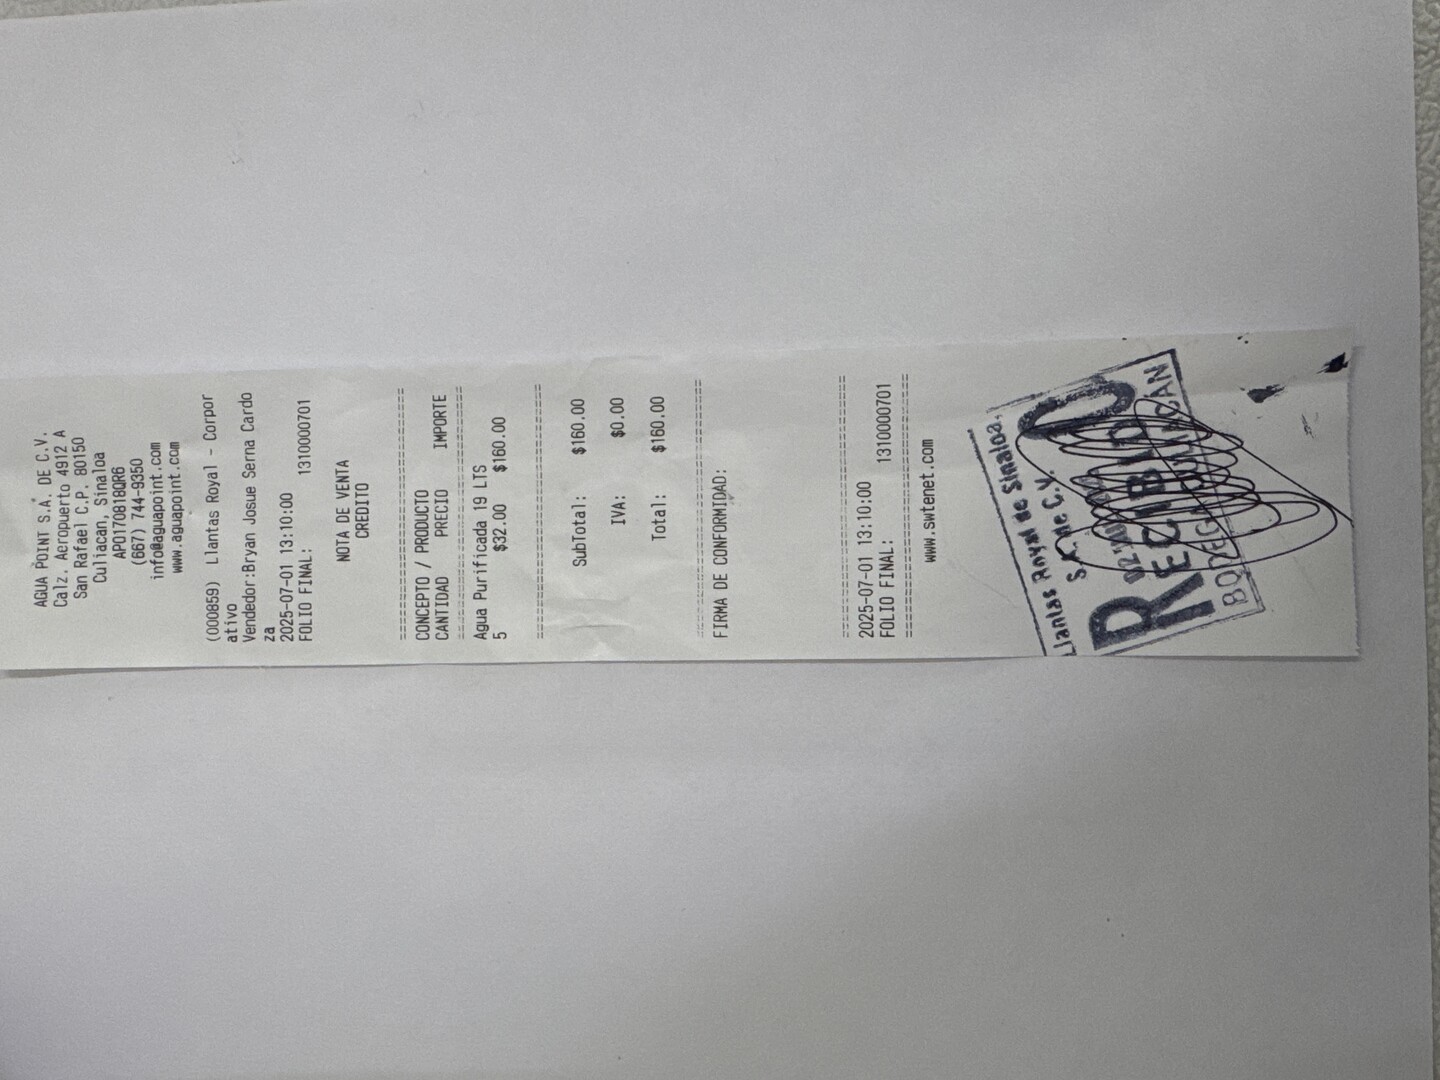 AGUA POINT S.A. DE C.V.
Calz. Aeropuerto 4912 A
San Rafael C.P. 80150
Culiacan, Sinaloa
APO170818QR6
(667) 744-9350
info@aguapoint.com
www.aguapoint.com
(000859) Llantas Royal - Corpor
ativo
Vendedor:Bryan Josue Serna Cardo
za
2025-07-01 13:10:00
FOLIO FINAL: 1310000701
NOTA DE VENTA
CREDITO
================================
CONCEPTO / PRODUCTO
CANTIDAD PRECIO IMPORTE
================================
Agua Purificada 19 LTS
5 $32.00 $160.00
================================
SubTotal: $160.00
IVA: $0.00
Total: $160.00
================================
FIRMA DE CONFORMIDAD:
================================
2025-07-01 13:10:00
FOLIO FINAL: 1310000701
================================
www.swtenet.com
Llantas Royal de Sinaloa,
S.A. de C.V.
RECIBIDO
BODEGA CULIACAN